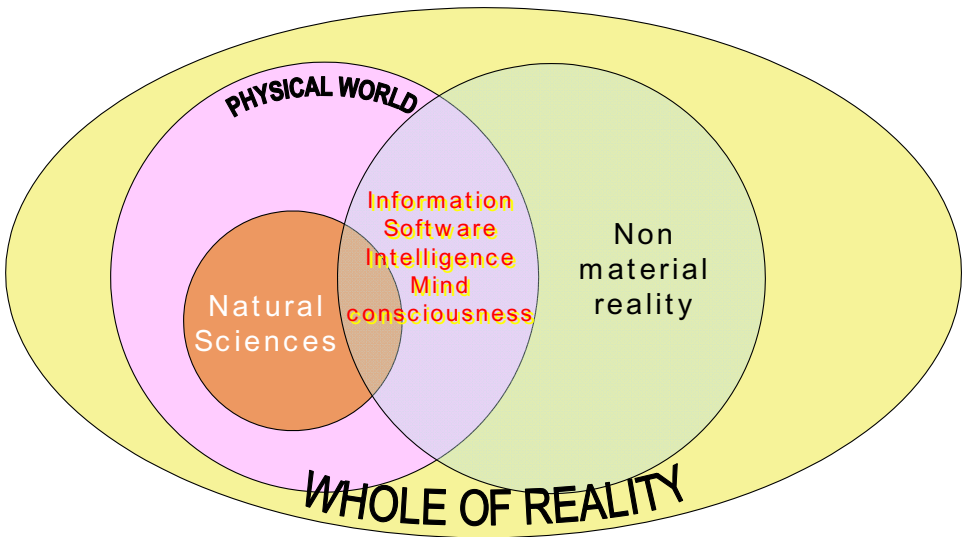 PHYSICAL WORLD
Information
Software
Intelligence
Mind
consciousness
Non
material
reality
Natural
Sciences
WHOLE OF REALITY